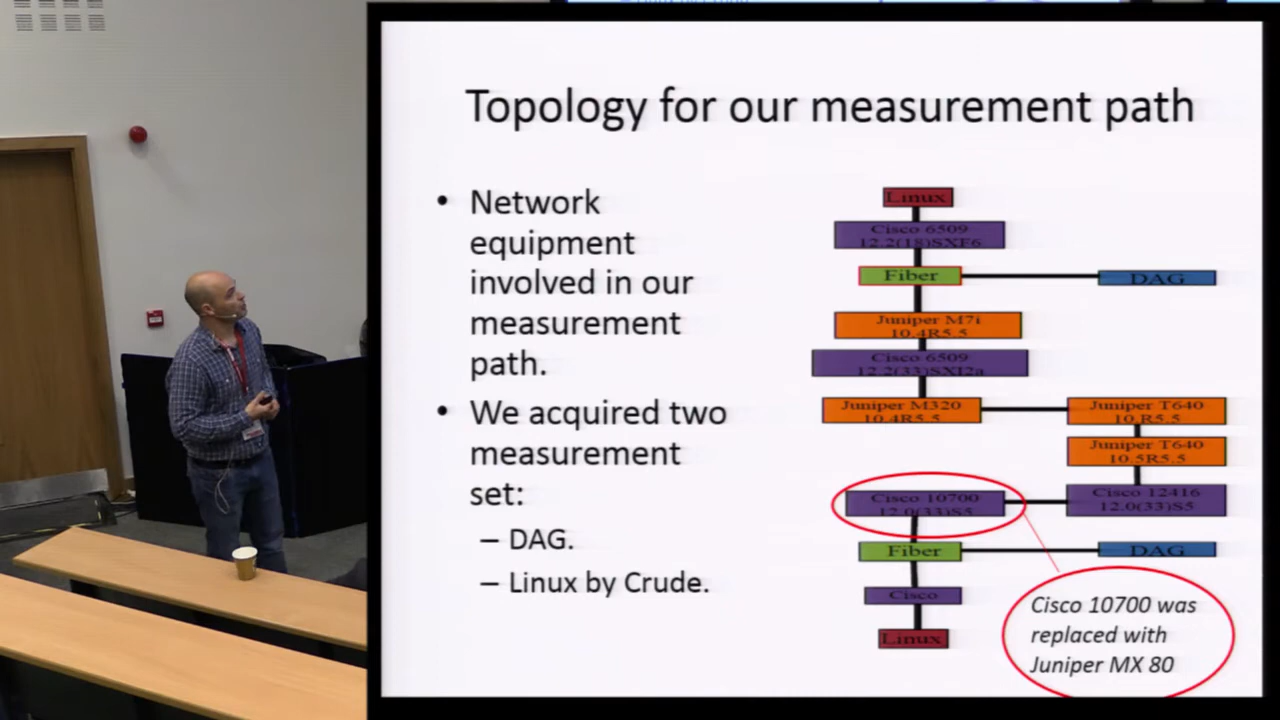 Topology for our measurement path
• Network
equipment
involved in our
measurement
path.
• We acquired two
measurement
set:
– DAG.
– Linux by Crude.
Linux
Cisco 6509
12.2(18)SXF6
Fiber
DAG
Juniper M7i
10.4R5.5
Cisco 6509
12.2(33)SXI2a
Juniper M320
10.4R5.5
Juniper T640
10.R5.5
Juniper T640
10.5R5.5
Cisco 10700
12.0(33)S5
Cisco 12416
12.0(33)S5
Fiber
DAG
Cisco
Linux
Cisco 10700 was
replaced with
Juniper MX 80